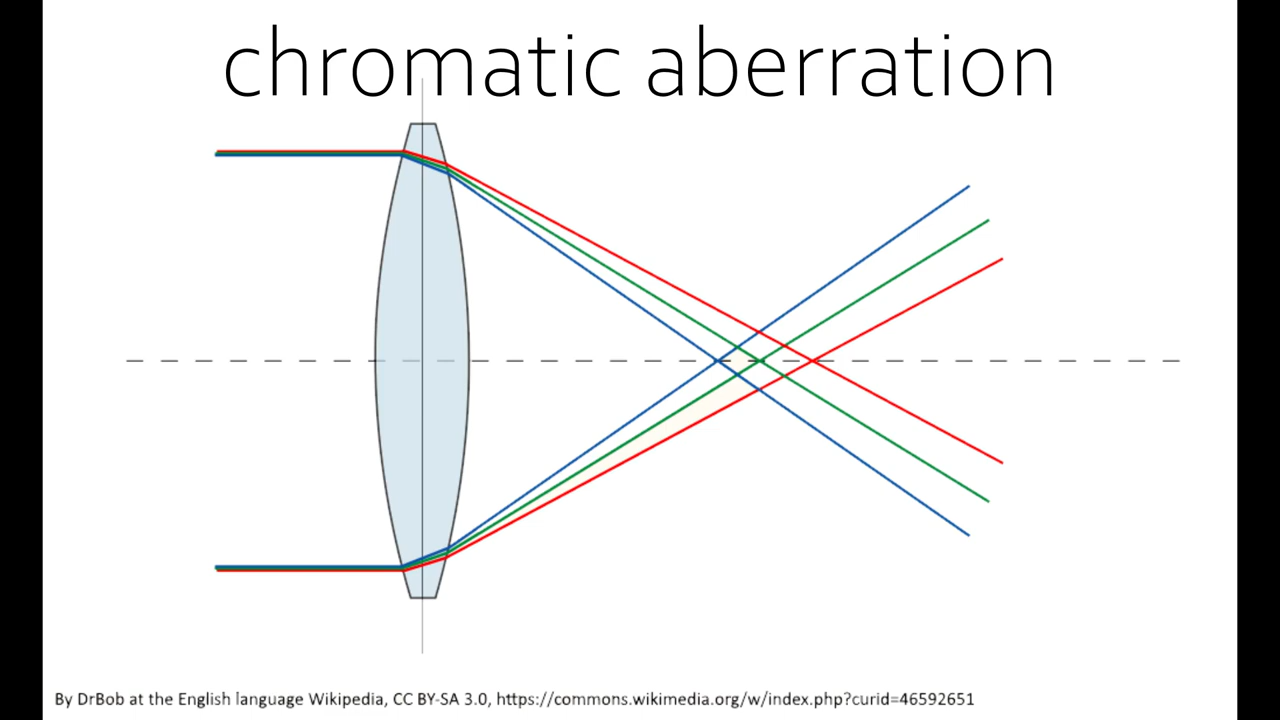 chromatic aberration
By DrBob at the English language Wikipedia, CC BY-SA 3.0, https://commons.wikimedia.org/w/index.php?curid=46592651